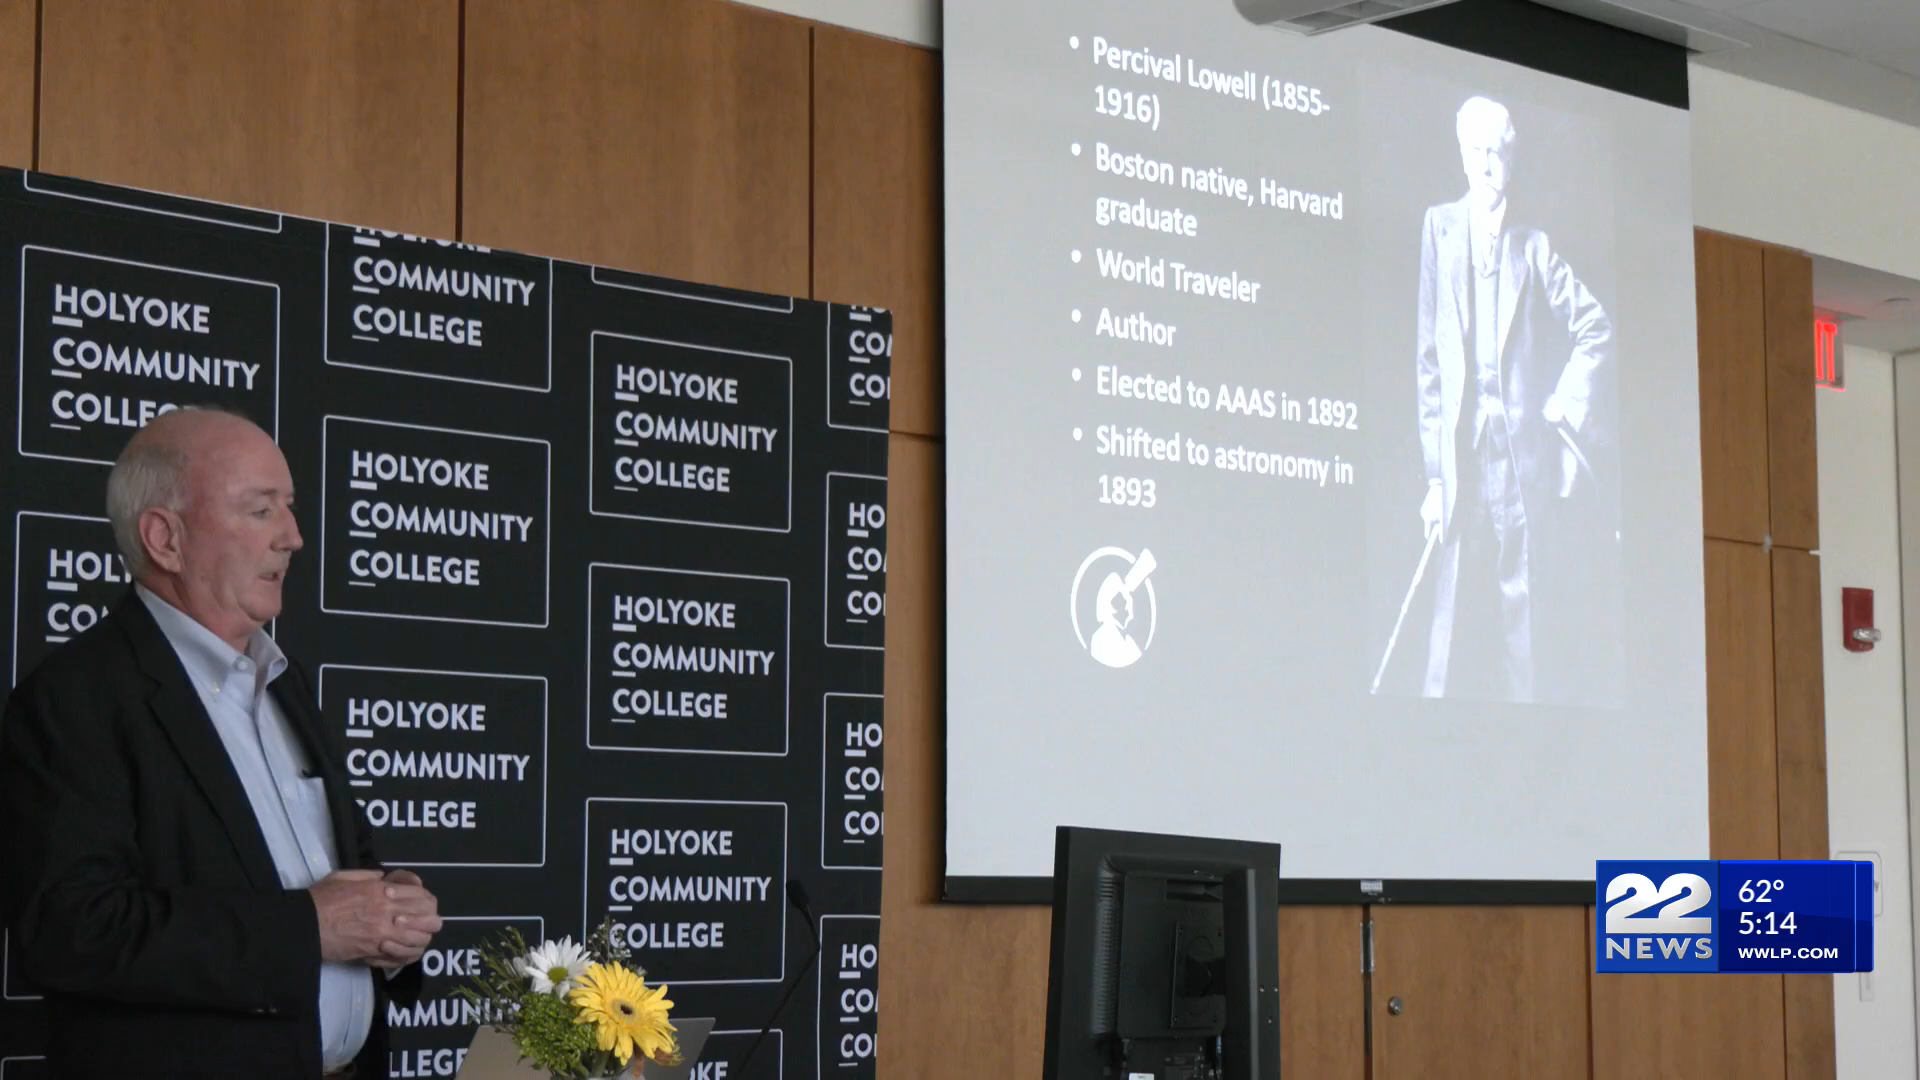 • Percival Lowell (1855-
1916)
• Boston native, Harvard
graduate
• World Traveler
• Author
• Elected to AAAS in 1892
• Shifted to astronomy in
1893
HOLYOKE
COMMUNITY
COLLEGE
COMMUNITY
COLLEGE
HOLYOKE
COMMUNITY
COLLEGE
HOLYOKE
COMMUNITY
COLLEGE
HOLYOKE
COMMUNITY
COLLEGE
HOLYOKE
COMMUNITY
COLLEGE
HOLYOKE
COMMUNITY
COLLEGE
22
NEWS
62°
5:14
WWLP.COM